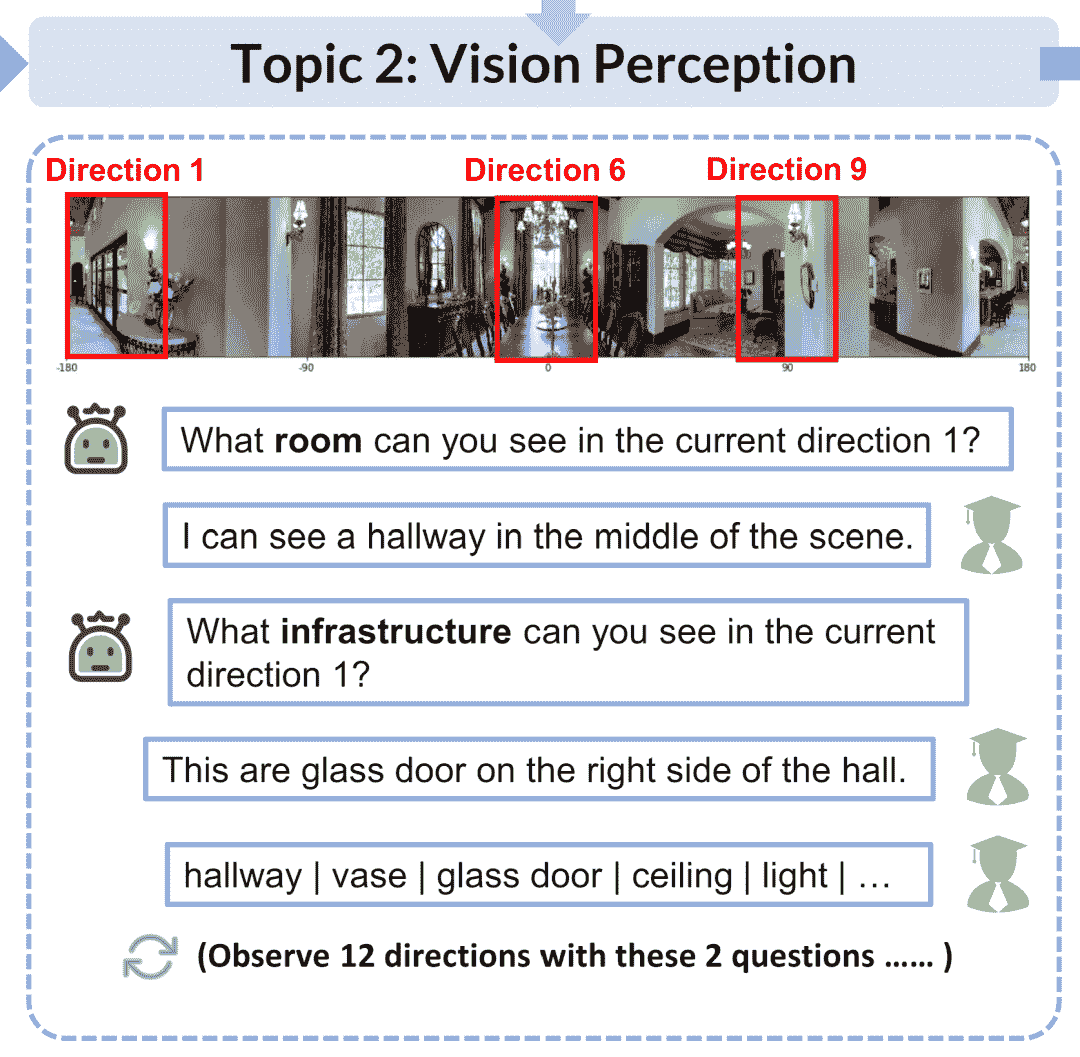 Topic 2: Vision Perception
Direction 1
Direction 6
Direction 9
-180
-90
0
90
180
What room can you see in the current direction 1?
I can see a hallway in the middle of the scene.
What infrastructure can you see in the current
direction 1?
This are glass door on the right side of the hall.
hallway | vase | glass door | ceiling | light | …
(Observe 12 directions with these 2 questions …… )